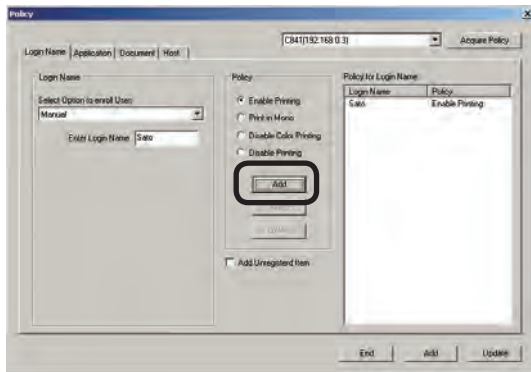 Policy
C841(192.168.0.3)
Acquire Policy
Login Name
Application
Document
Host
Login Name
Select Option to enroll User:
Manual
Enter Login Name
Sato
Policy
Enable Printing
Print in Mono
Disable Color Printing
Disable Printing
Add
Add Unregisterd Item
Policy for Login Name:
Login Name
Policy
Sato
Enable Printing
End
Add
Update